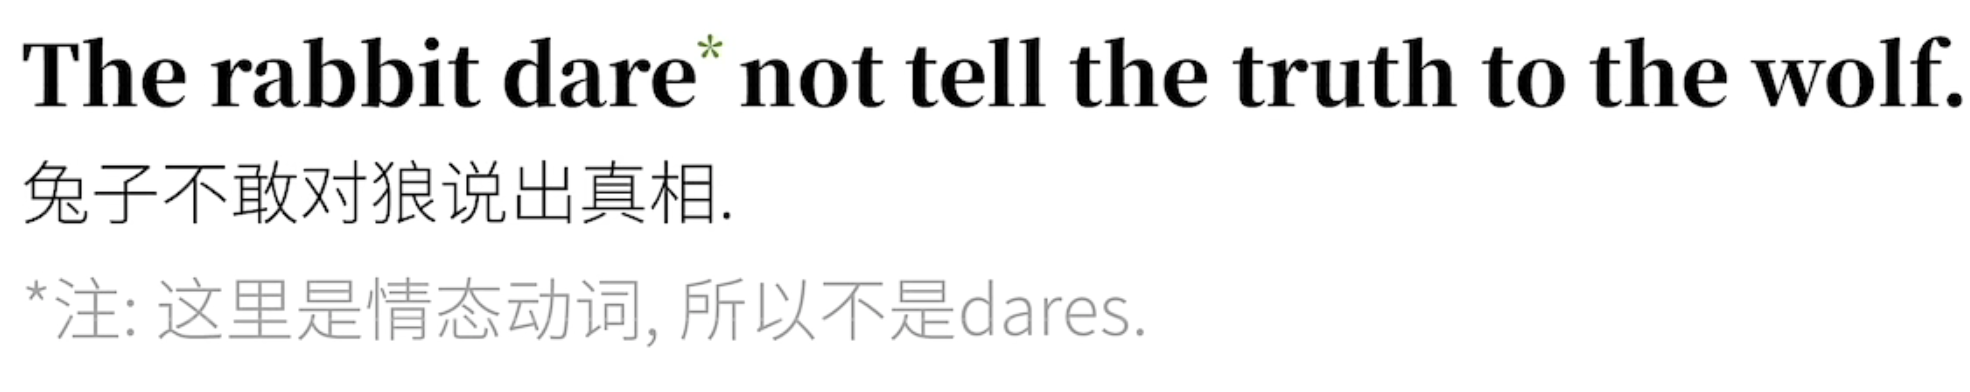 The rabbit dare* not tell the truth to the wolf.
兔子不敢对狼说出真相.
*注: 这里是情态动词, 所以不是dares.